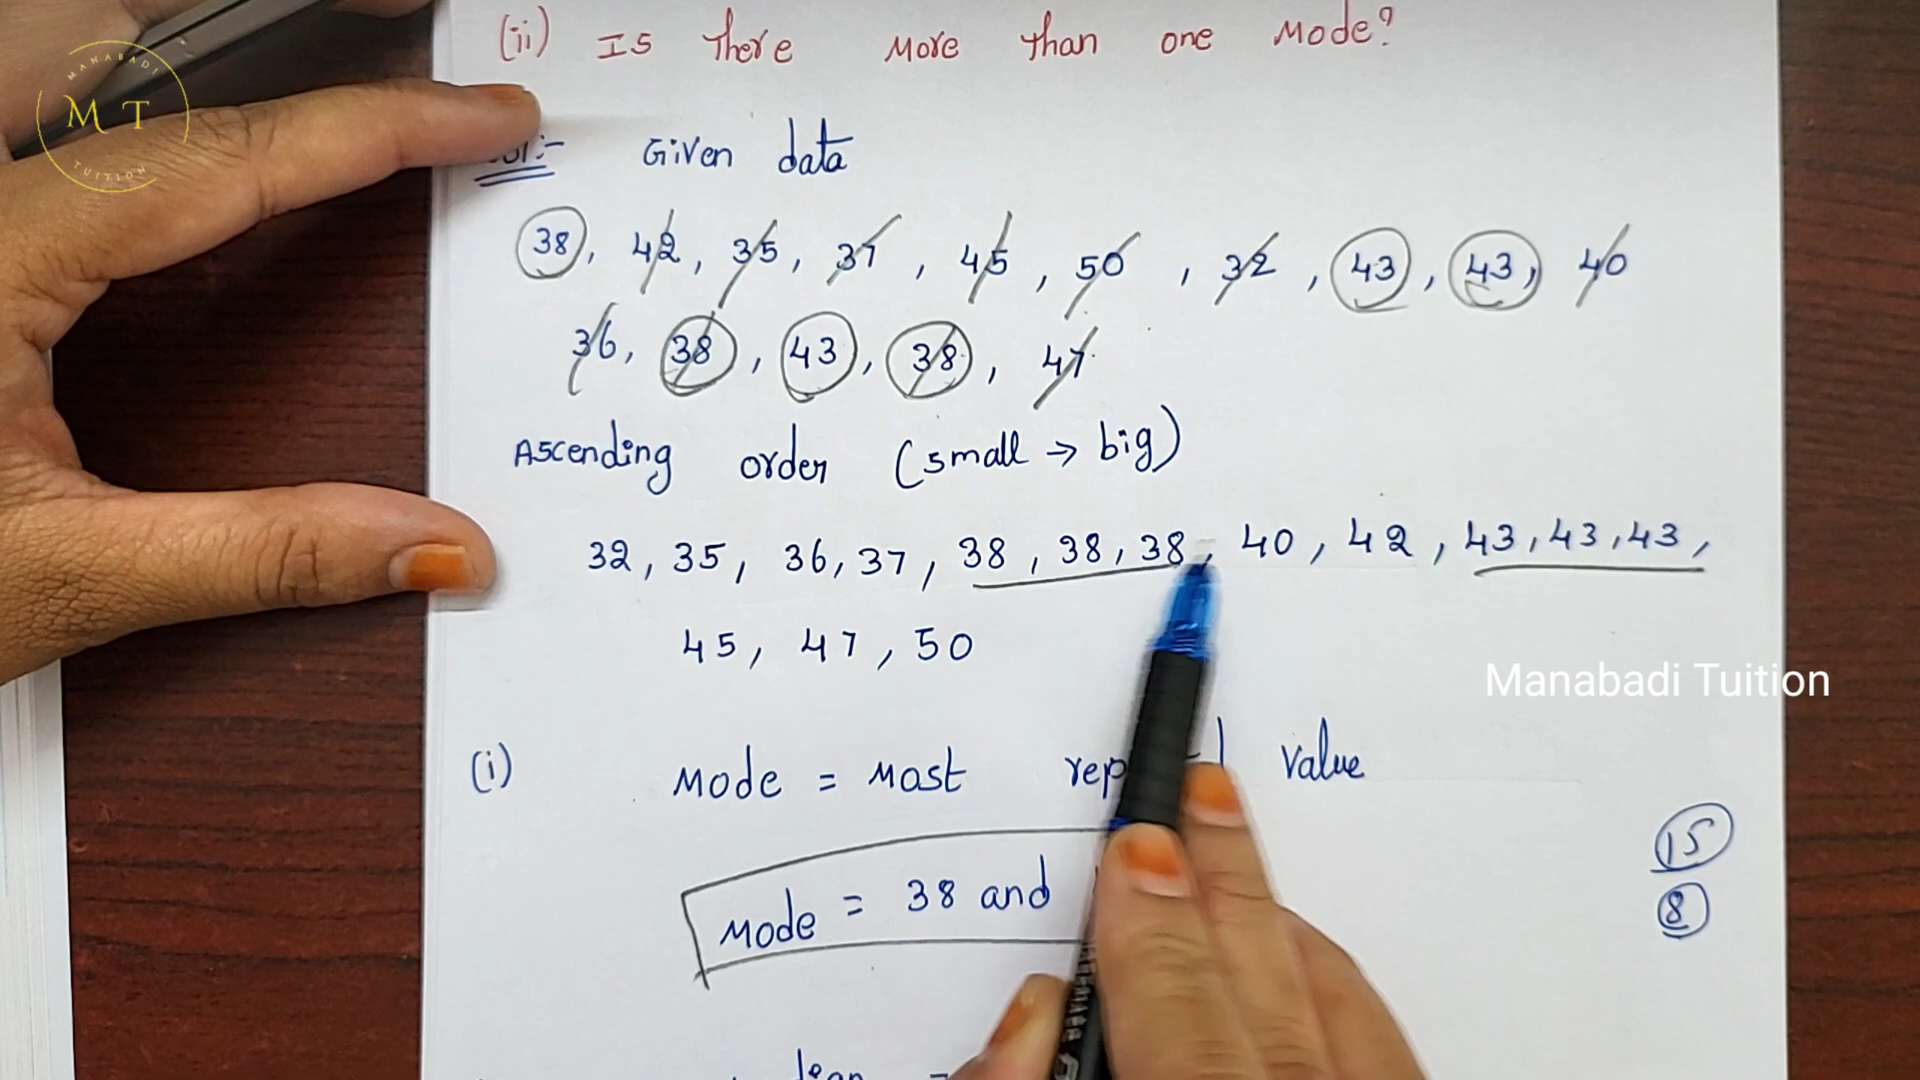 (ii) Is there more than one mode?
MANABADI
M T
TUITION
Given data
38, 42, 35, 37, 45, 50, 32, 43, 43, 40
36, 38, 43, 38, 47
Ascending order (small → big)
32, 35, 36, 37, 38, 38, 38, 40, 42, 43, 43, 43,
45, 47, 50
Manabadi Tuition
(i) Mode = Most value
15
8
Mode = 38 and